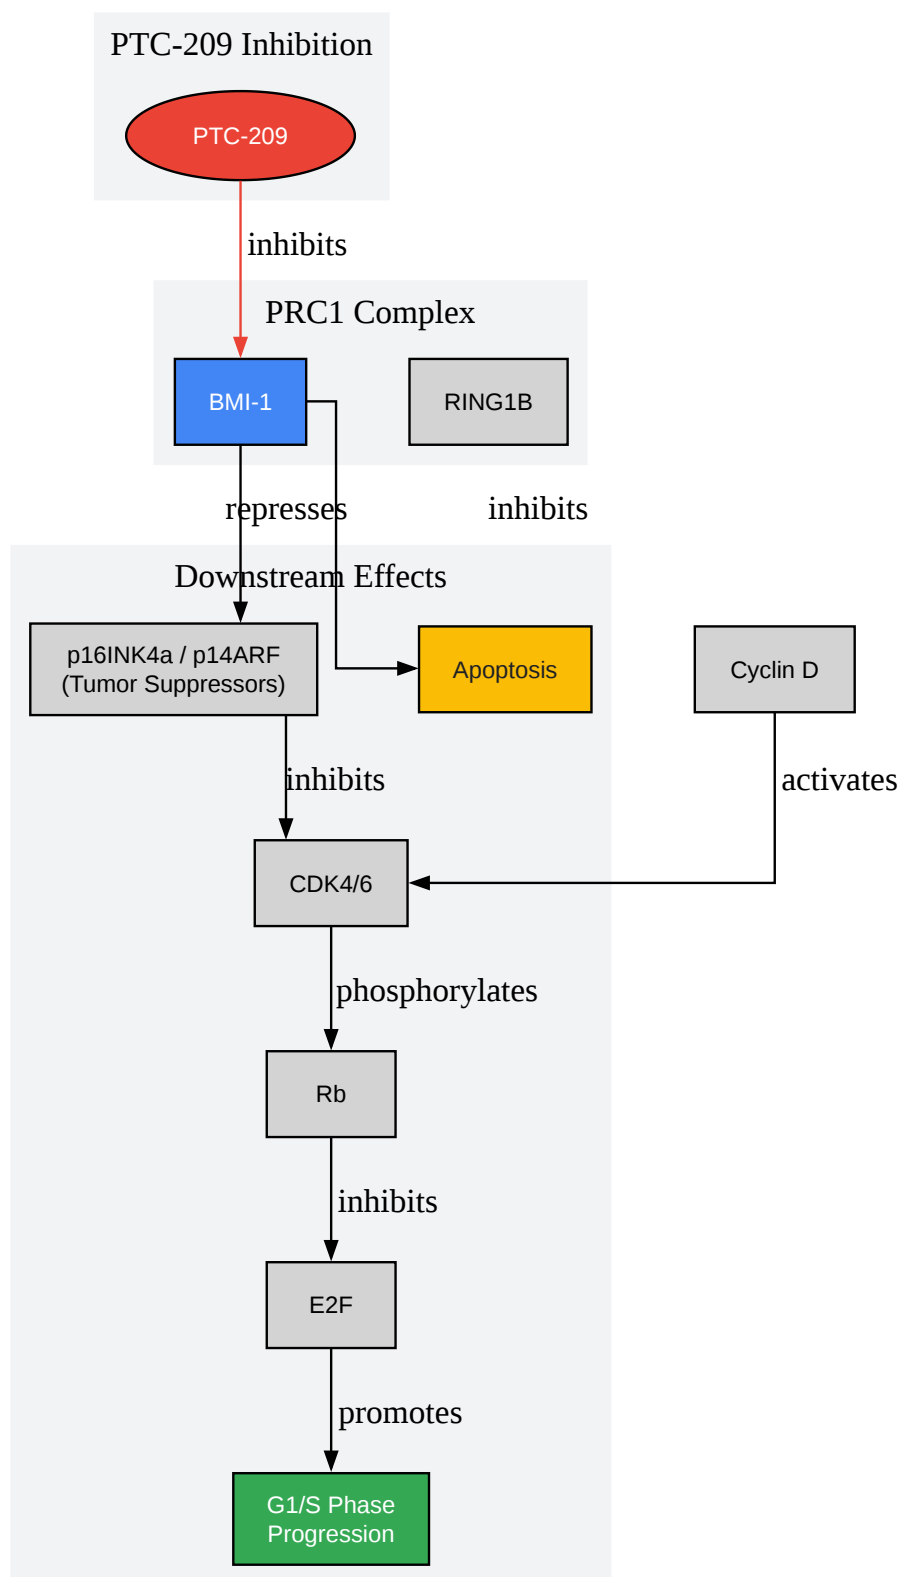 PTC-209 Inhibition
PTC-209
inhibits
PRC1 Complex
BMI-1
RING1B
represses
inhibits
Downstream Effects
p16INK4a / p14ARF
(Tumor Suppressors)
Apoptosis
Cyclin D
inhibits
activates
CDK4/6
phosphorylates
Rb
inhibits
E2F
promotes
G1/S Phase
Progression